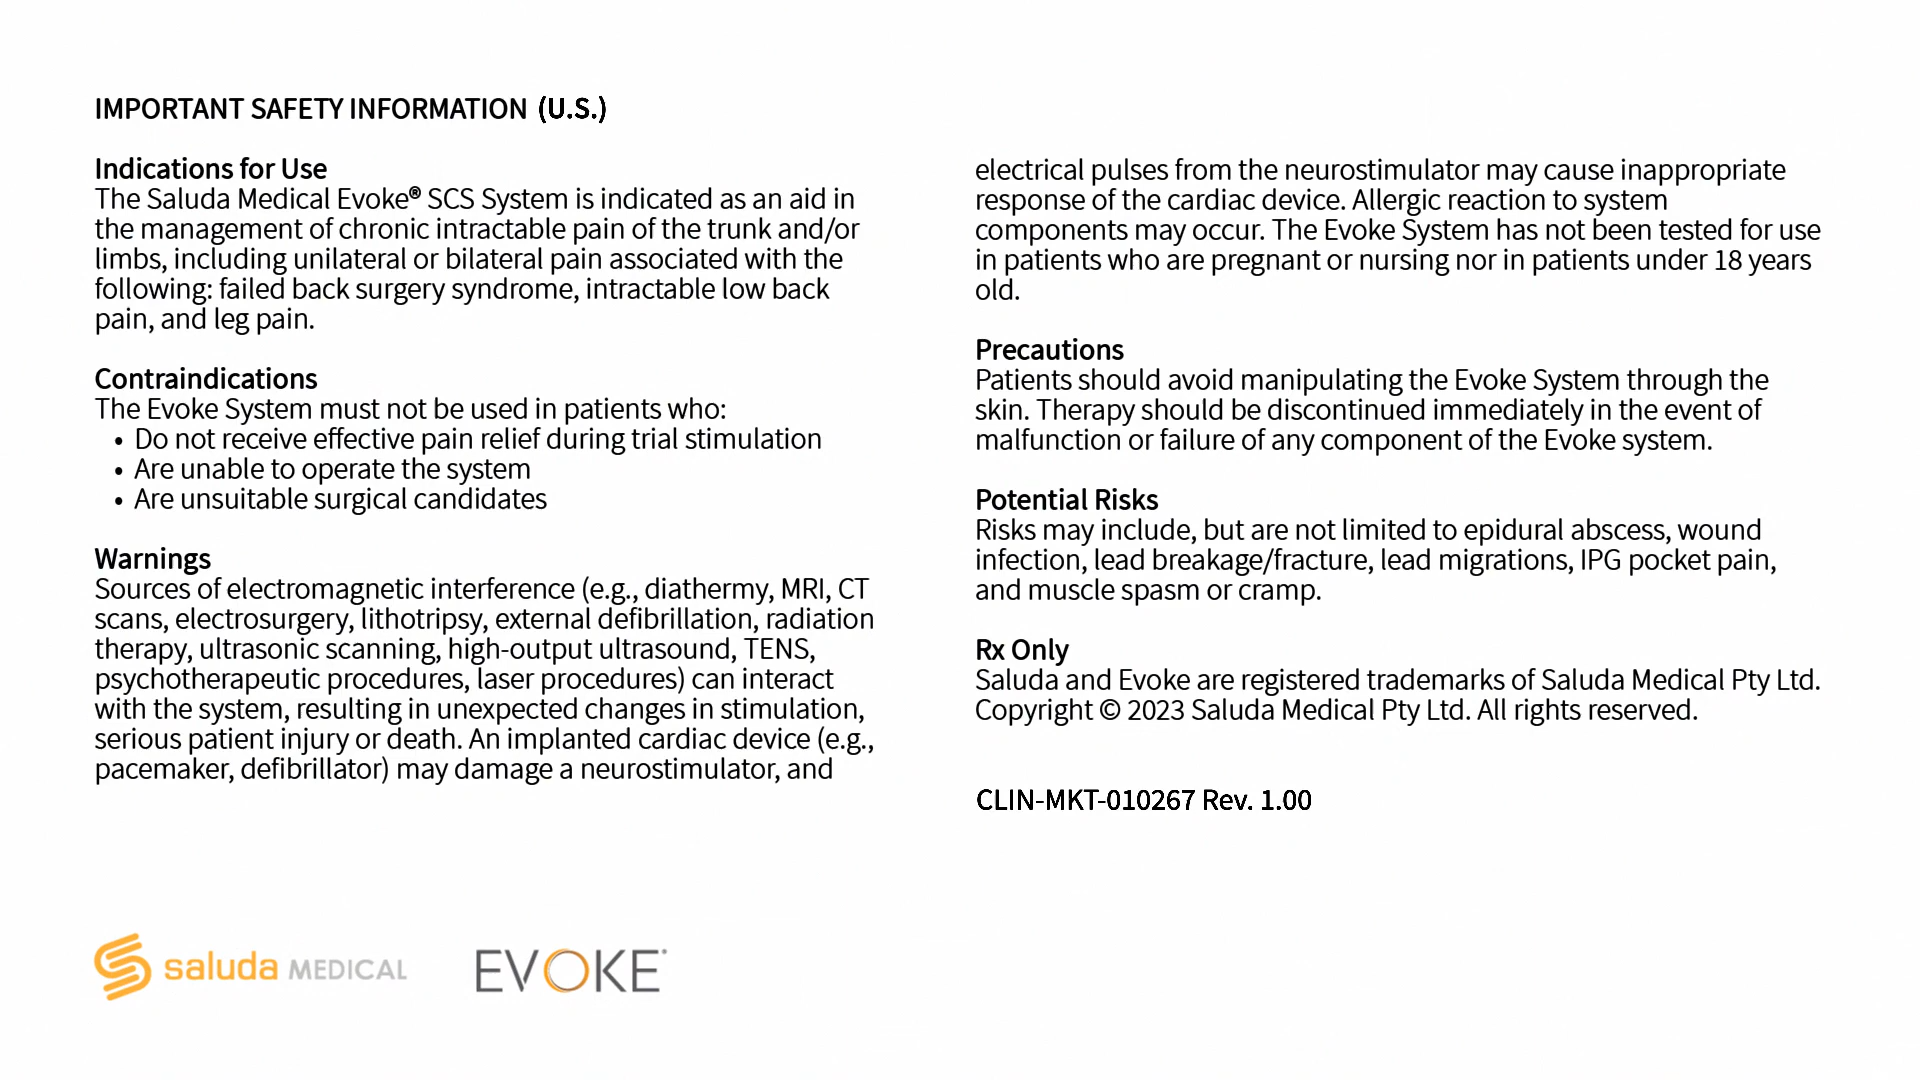 IMPORTANT SAFETY INFORMATION (U.S.)
Indications for Use
The Saluda Medical Evoke® SCS System is indicated as an aid in
the management of chronic intractable pain of the trunk and/or
limbs, including unilateral or bilateral pain associated with the
following: failed back surgery syndrome, intractable low back
pain, and leg pain.
Contraindications
The Evoke System must not be used in patients who:
• Do not receive effective pain relief during trial stimulation
• Are unable to operate the system
• Are unsuitable surgical candidates
Warnings
Sources of electromagnetic interference (e.g., diathermy, MRI, CT
scans, electrosurgery, lithotripsy, external defibrillation, radiation
therapy, ultrasonic scanning, high-output ultrasound, TENS,
psychotherapeutic procedures, laser procedures) can interact
with the system, resulting in unexpected changes in stimulation,
serious patient injury or death. An implanted cardiac device (e.g.,
pacemaker, defibrillator) may damage a neurostimulator, and
electrical pulses from the neurostimulator may cause inappropriate
response of the cardiac device. Allergic reaction to system
components may occur. The Evoke System has not been tested for use
in patients who are pregnant or nursing nor in patients under 18 years
old.
Precautions
Patients should avoid manipulating the Evoke System through the
skin. Therapy should be discontinued immediately in the event of
malfunction or failure of any component of the Evoke system.
Potential Risks
Risks may include, but are not limited to epidural abscess, wound
infection, lead breakage/fracture, lead migrations, IPG pocket pain,
and muscle spasm or cramp.
Rx Only
Saluda and Evoke are registered trademarks of Saluda Medical Pty Ltd.
Copyright © 2023 Saluda Medical Pty Ltd. All rights reserved.
CLIN-MKT-010267 Rev. 1.00
saluda MEDICAL
EVOKE